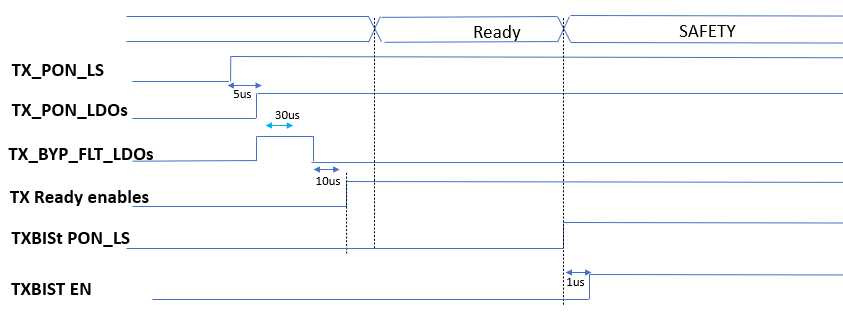 Ready
SAFETY
TX_PON_LS
5us
TX_PON_LDOs
30us
TX_BYP_FLT_LDOs
10us
TX Ready enables
TXBISt PON_LS
1us
TXBIST EN